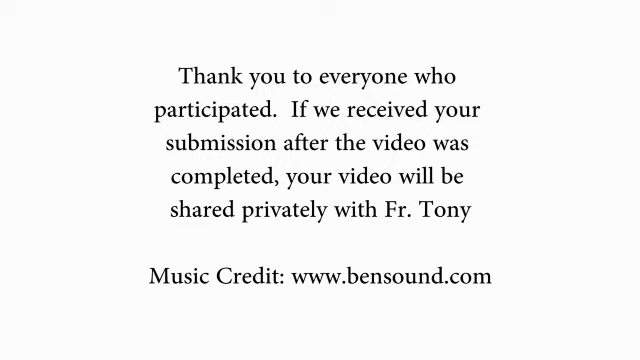 Thank you to everyone who
participated.  If we received your
submission after the video was
completed, your video will be
shared privately with Fr. Tony
Music Credit: www.bensound.com